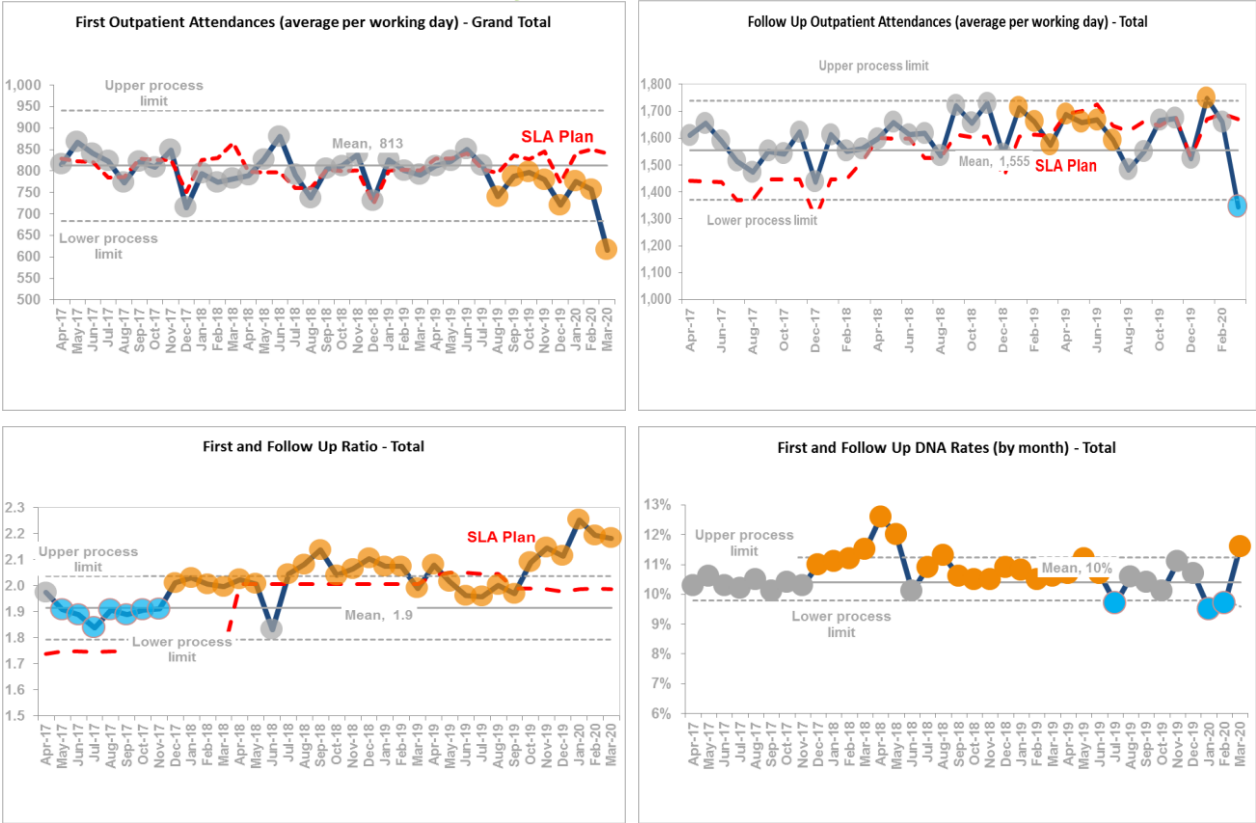 First Outpatient Attendances (average per working day) - Grand Total
Upper process
limit
1,000
950
900
850
800
750
700
650
600
550
500
SLA Plan
Mean, 813
Lower process
limit
Apr-17
May-17
Jun-17
Jul-17
Aug-17
Sep-17
Oct-17
Nov-17
Dec-17
Jan-18
Feb-18
Mar-18
Apr-18
May-18
Jun-18
Jul-18
Aug-18
Sep-18
Oct-18
Nov-18
Dec-18
Jan-19
Feb-19
Mar-19
Apr-19
May-19
Jun-19
Jul-19
Aug-19
Sep-19
Oct-19
Nov-19
Dec-19
Jan-20
Feb-20
Mar-20
Follow Up Outpatient Attendances (average per working day) - Total
Upper process limit
1,800
1,700
1,600
1,500
1,400
1,300
1,200
1,100
1,000
Mean, 1,555
SLA Plan
Lower process limit
Apr-17
Jun-17
Aug-17
Oct-17
Dec-17
Feb-18
Apr-18
Jun-18
Aug-18
Oct-18
Dec-18
Feb-19
Apr-19
Jun-19
Aug-19
Oct-19
Dec-19
Feb-20
First and Follow Up Ratio - Total
2.3
2.2
2.1
2.0
1.9
1.8
1.7
1.6
1.5
SLA Plan
Upper process
limit
Mean, 1.9
Lower process
limit
Apr-17
May-17
Jun-17
Jul-17
Aug-17
Sep-17
Oct-17
Nov-17
Dec-17
Jan-18
Feb-18
Mar-18
Apr-18
May-18
Jun-18
Jul-18
Aug-18
Sep-18
Oct-18
Nov-18
Dec-18
Jan-19
Feb-19
Mar-19
Apr-19
May-19
Jun-19
Jul-19
Aug-19
Sep-19
Oct-19
Nov-19
Dec-19
Jan-20
Feb-20
Mar-20
First and Follow Up DNA Rates (by month) - Total
13%
12%
11%
10%
9%
8%
7%
6%
Upper process
limit
Mean, 10%
Lower process
limit
Apr-17
May-17
Jun-17
Jul-17
Aug-17
Sep-17
Oct-17
Nov-17
Dec-17
Jan-18
Feb-18
Mar-18
Apr-18
May-18
Jun-18
Jul-18
Aug-18
Sep-18
Oct-18
Nov-18
Dec-18
Jan-19
Feb-19
Mar-19
Apr-19
May-19
Jun-19
Jul-19
Aug-19
Sep-19
Oct-19
Nov-19
Dec-19
Jan-20
Feb-20
Mar-20